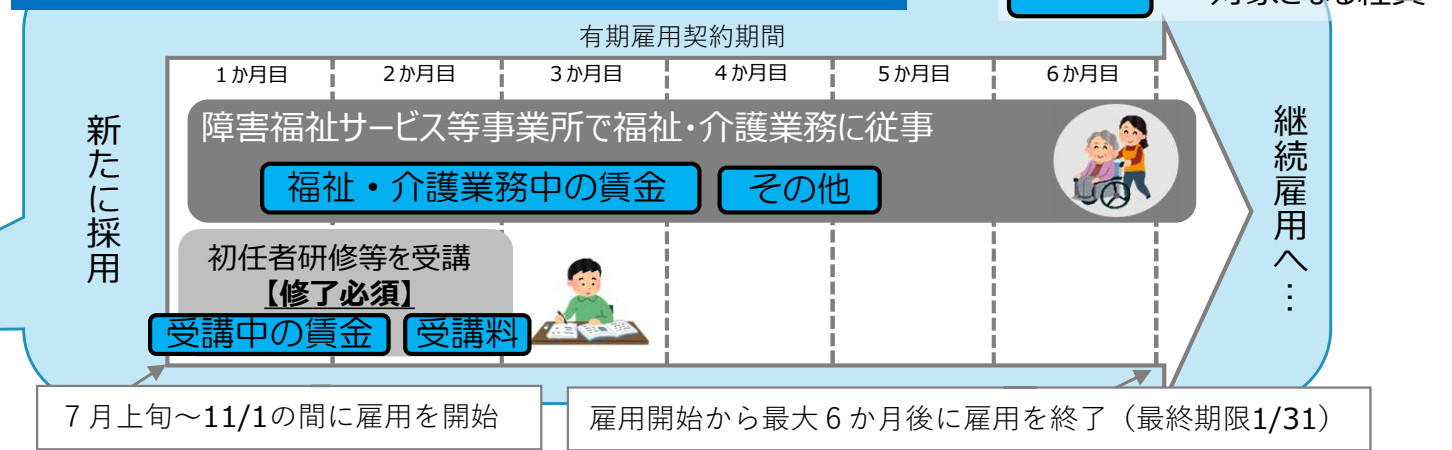 対象となる経費
有期雇用契約期間
1か月目
2か月目
3か月目
4か月目
5か月目
6か月目
新たに採用
障害福祉サービス等事業所で福祉・介護業務に従事
福祉・介護業務中の賃金
その他
初任者研修等を受講
【修了必須】
受講中の賃金
受講料
継続雇用へ…
7月上旬～11/1の間に雇用を開始
雇用開始から最大6か月後に雇用を終了（最終期限1/31）